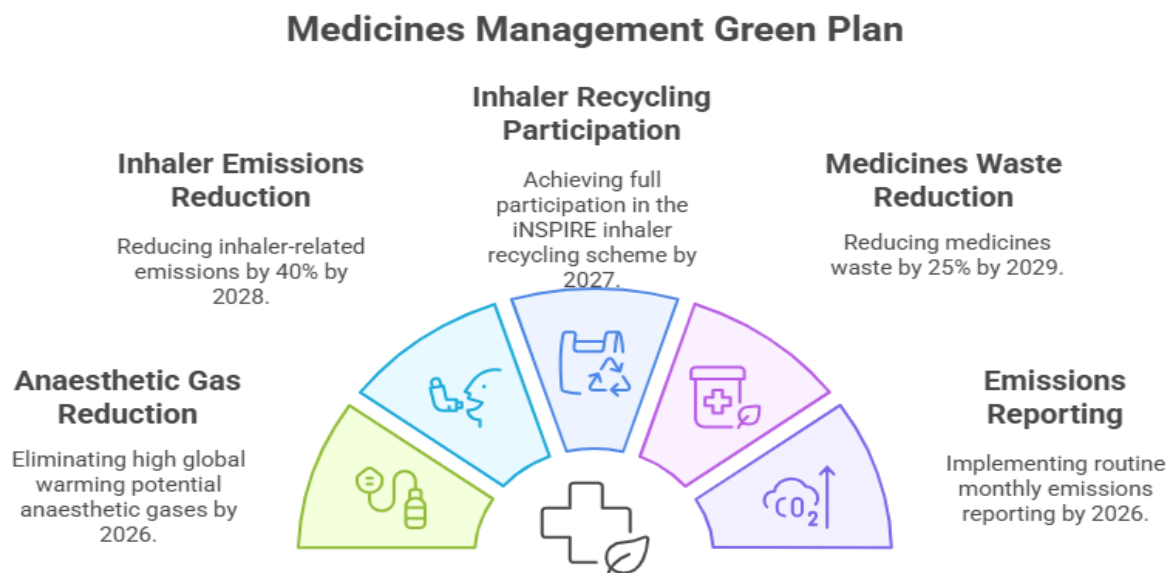 Medicines Management Green Plan
Inhaler Recycling
Participation
Achieving full
participation in the
iNSPIRE inhaler
recycling scheme by
2027.
Inhaler Emissions
Reduction
Reducing inhaler-related
emissions by 40% by
2028.
Medicines Waste
Reduction
Reducing medicines
waste by 25% by 2029.
Anaesthetic Gas
Reduction
Eliminating high global
warming potential
anaesthetic gases by
2026.
Emissions
Reporting
Implementing routine
monthly emissions
reporting by 2026.
CO2